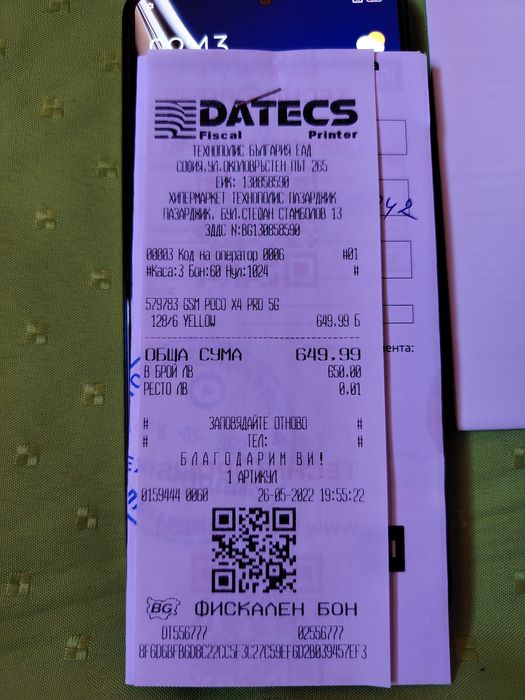 DATECS
Fiscal Printer
ТЕХНОПОЛИС БЪЛГАРИЯ ЕАД
СОФИЯ,УЛ.ОКОЛОВРЪСТЕН ПЪТ 265
ЕИК: 130858590
ХИПЕРМАРКЕТ ТЕХНОПОЛИС ПАЗАРДЖИК
ПАЗАРДЖИК, БУЛ.СТЕФАН СТАМБОЛОВ 13
ЗДДС N:BG130858590
00003 Код на оператор 0006 #01
#Каса:3 Бон:60 Нул:1024 #
579783 GSM POCO X4 PRO 5G
128/6 YELLOW 649.99 Б
ОБЩА СУМА 649.99
В БРОЙ ЛВ 650.00
РЕСТО ЛВ 0.01
# ЗАПОВЯДАЙТЕ ОТНОВО #
# ТЕЛ: #
БЛАГОДАРИМ ВИ!
1 АРТИКУЛ
0159444 0060 26-05-2022 19:55:22
BG ФИСКАЛЕН БОН
DT556777 02556777